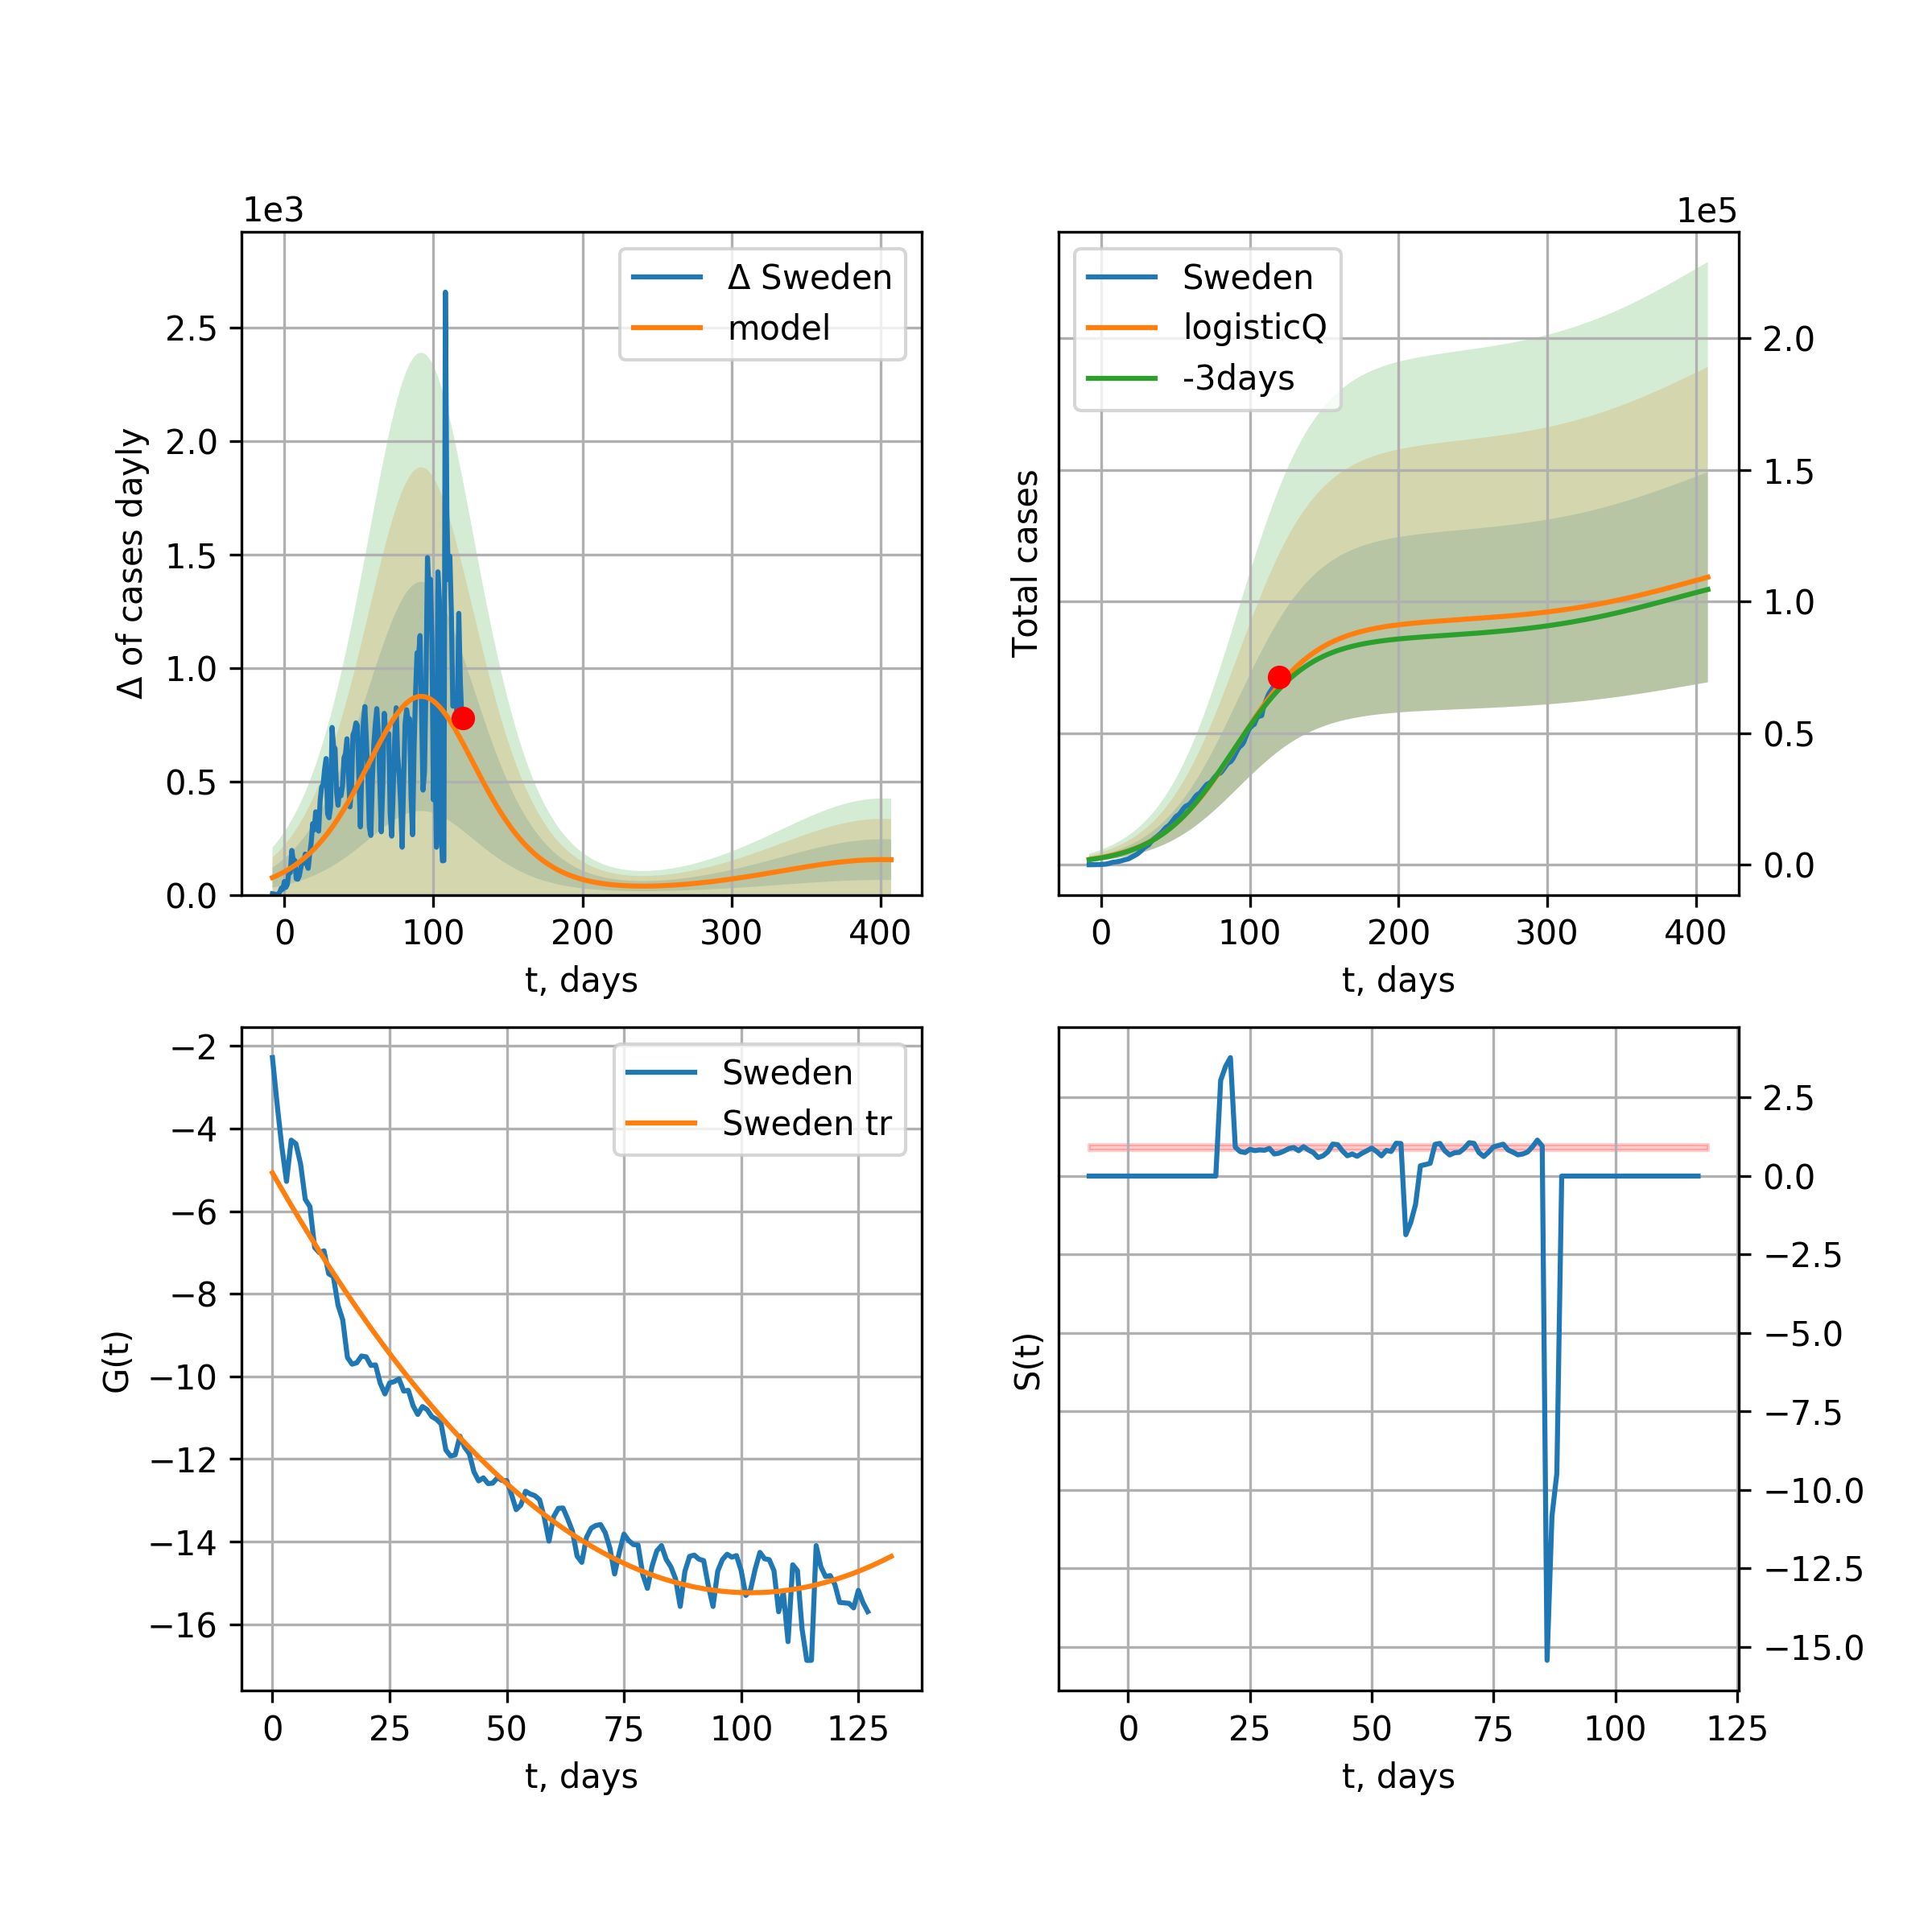 1e3
Δ of cases dayly
2.5
2.0
1.5
1.0
0.5
0.0
Δ Sweden
model
0 100 200 300 400
t, days
1e5
Total cases
Sweden
logisticQ
-3days
2.0
1.5
1.0
0.5
0.0
0 100 200 300 400
t, days
G(t)
−2
−4
−6
−8
−10
−12
−14
−16
Sweden
Sweden tr
0 25 50 75 100 125
t, days
S(t)
2.5
0.0
−2.5
−5.0
−7.5
−10.0
−12.5
−15.0
0 25 50 75 100 125
t, days